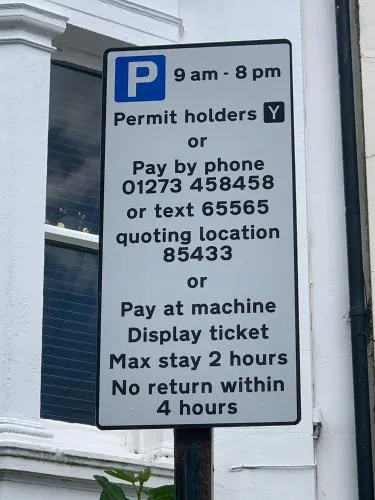 P 9 am - 8 pm
Permit holders Y
or
Pay by phone
01273 458458
or text 65565
quoting location
85433
or
Pay at machine
Display ticket
Max stay 2 hours
No return within
4 hours